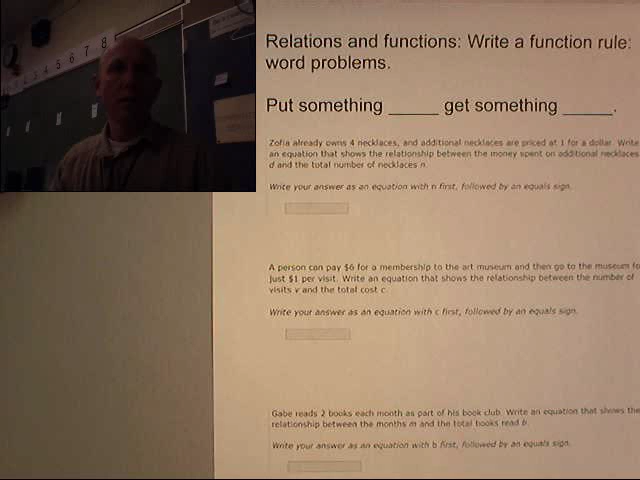 Relations and functions: Write a function rule:
word problems.
Put something _____ get something _____.
Zofia already owns 4 necklaces, and additional necklaces are priced at 1 for a dollar. Write
an equation that shows the relationship between the money spent on additional necklaces
d and the total number of necklaces n.
Write your answer as an equation with n first, followed by an equals sign.
A person can pay $6 for a membership to the art museum and then go to the museum fo
just $1 per visit. Write an equation that shows the relationship between the number of
visits v and the total cost c.
Write your answer as an equation with c first, followed by an equals sign.
Gabe reads 2 books each month as part of his book club. Write an equation that shows the
relationship between the months m and the total books read b.
Write your answer as an equation with b first, followed by an equals sign.
4 5 6 7 8